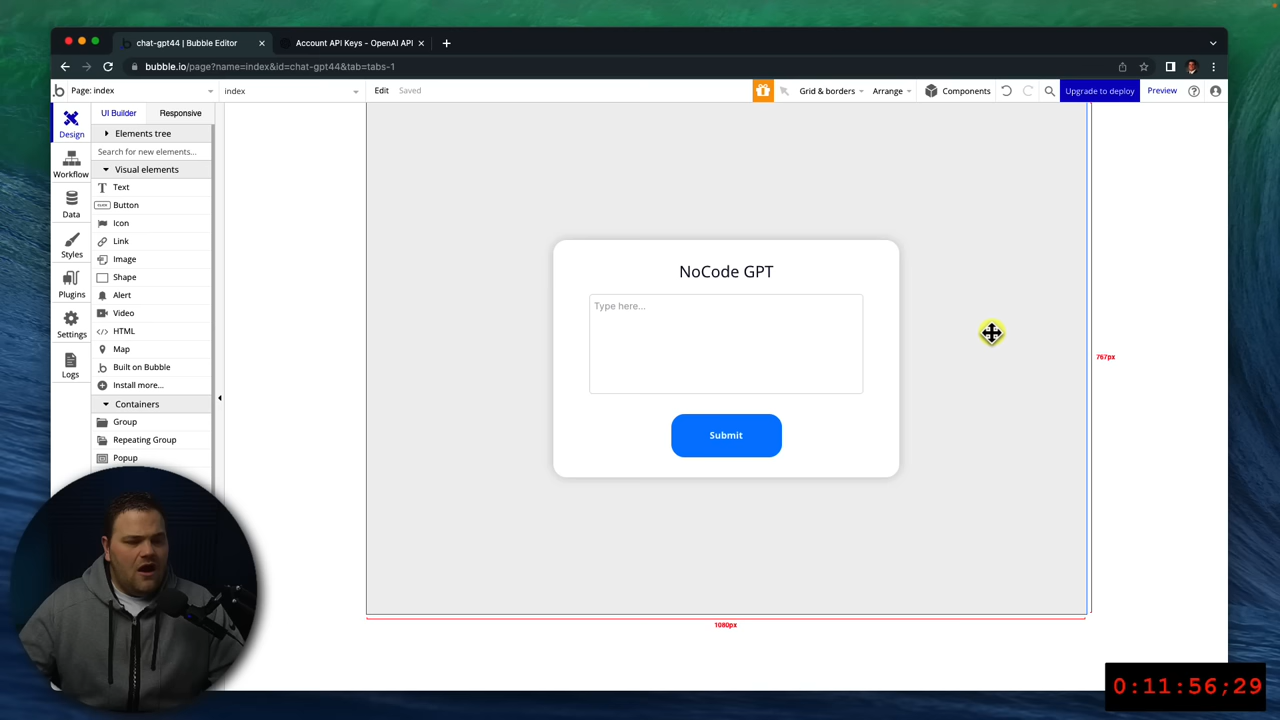 chat-gpt44 | Bubble Editor
Account API Keys - OpenAI API
bubble.io/page?name=index&id=chat-gpt44&tab=tabs-1
Page: index
index
Edit
Saved
Grid & borders
Arrange
Components
Upgrade to deploy
Preview
UI Builder
Responsive
Design
Workflow
Data
Styles
Plugins
Settings
Logs
Elements tree
Search for new elements...
Visual elements
Text
Button
Icon
Link
Image
Shape
Alert
Video
HTML
Map
Built on Bubble
Install more...
Containers
Group
Repeating Group
Popup
NoCode GPT
Type here...
Submit
767px
1080px
0:11:56;29